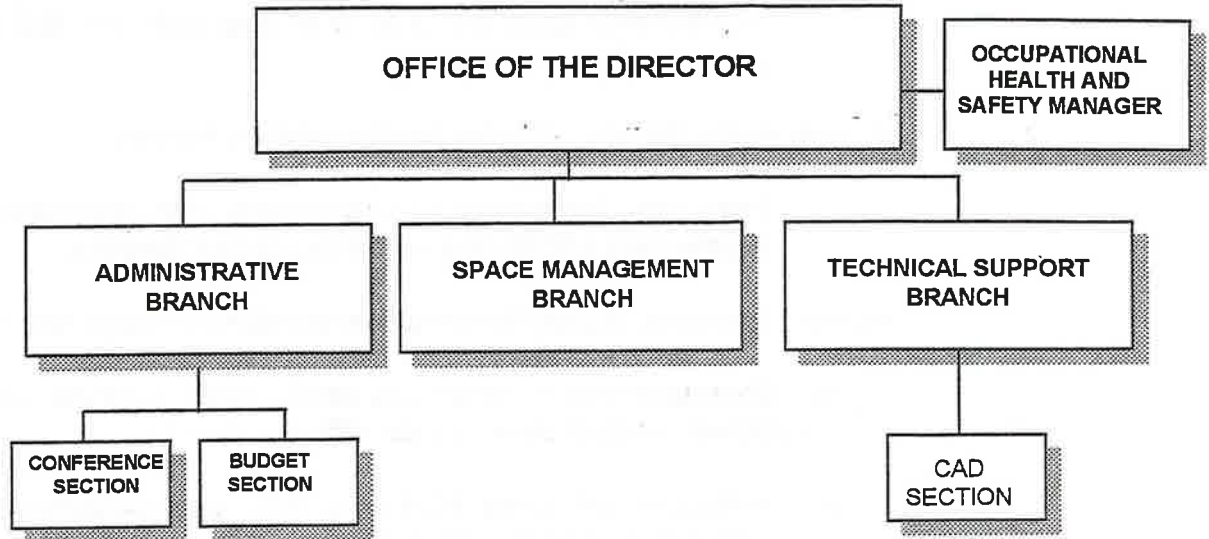 OFFICE OF THE DIRECTOR
OCCUPATIONAL
HEALTH AND
SAFETY MANAGER
ADMINISTRATIVE
BRANCH
SPACE MANAGEMENT
BRANCH
TECHNICAL SUPPORT
BRANCH
CONFERENCE
SECTION
BUDGET
SECTION
CAD
SECTION